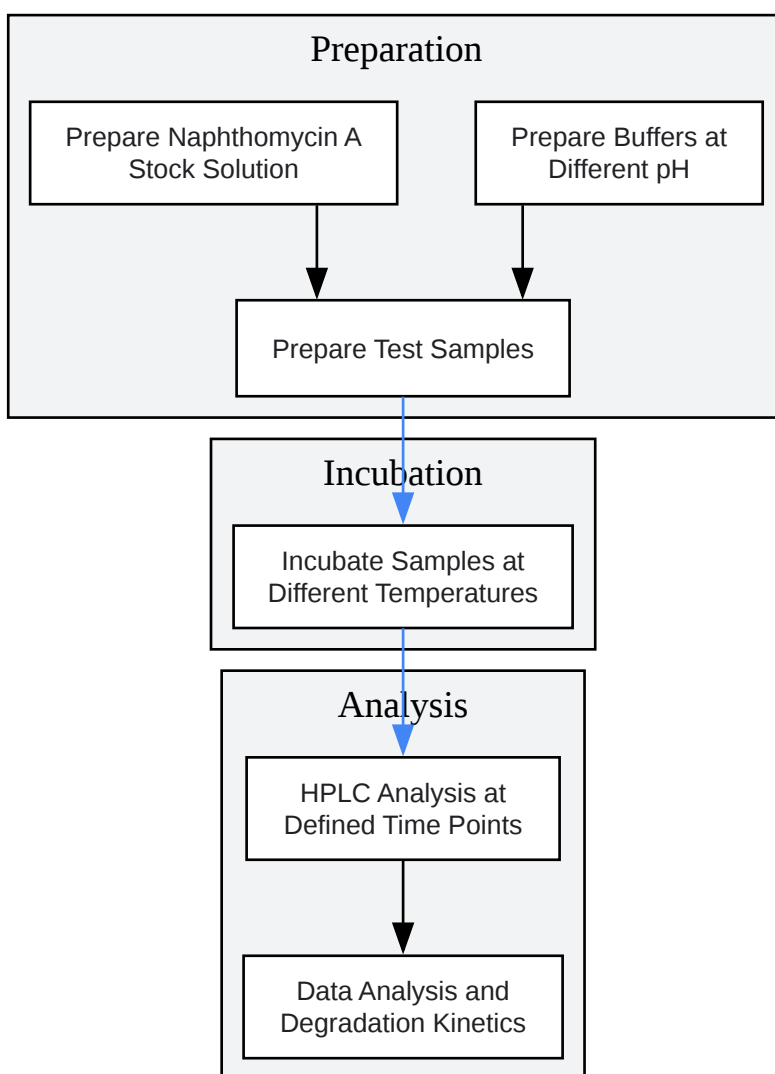 Preparation
Prepare Naphthomycin A
Stock Solution
Prepare Buffers at
Different pH
Prepare Test Samples
Incubation
Incubate Samples at
Different Temperatures
Analysis
HPLC Analysis at
Defined Time Points
Data Analysis and
Degradation Kinetics